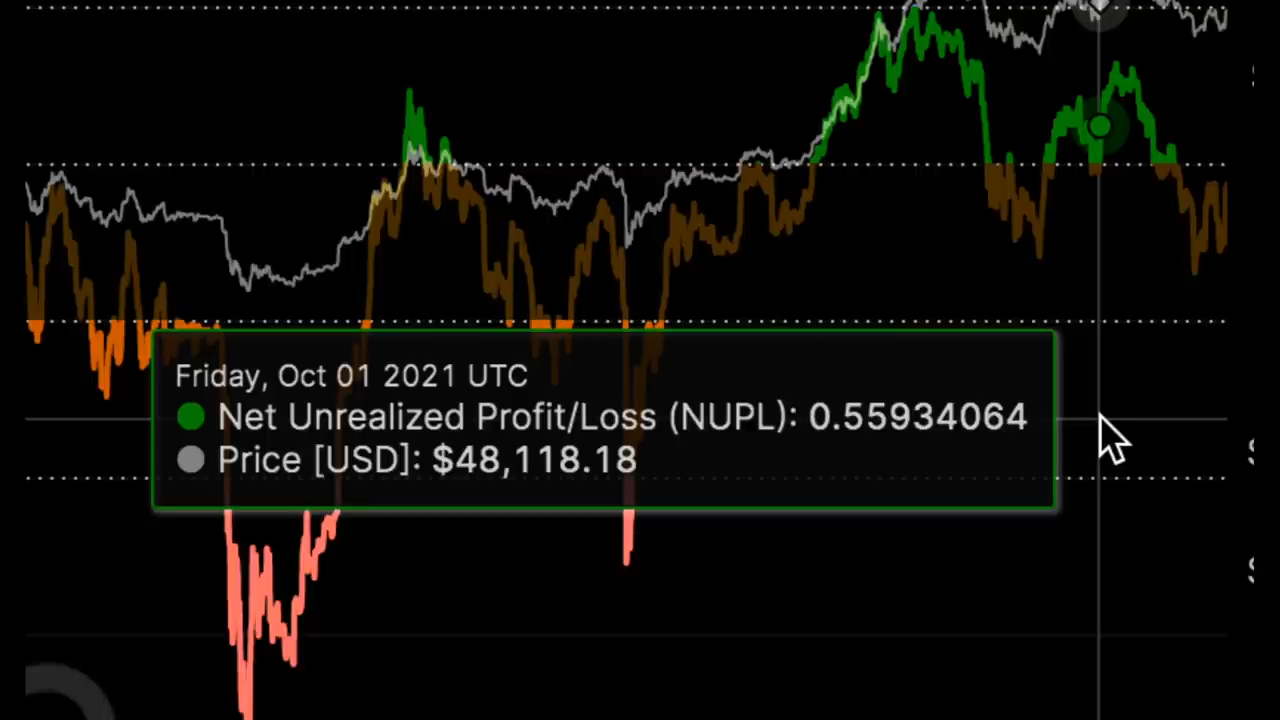 Friday, Oct 01 2021 UTC
Net Unrealized Profit/Loss (NUPL): 0.55934064
Price [USD]: $48,118.18